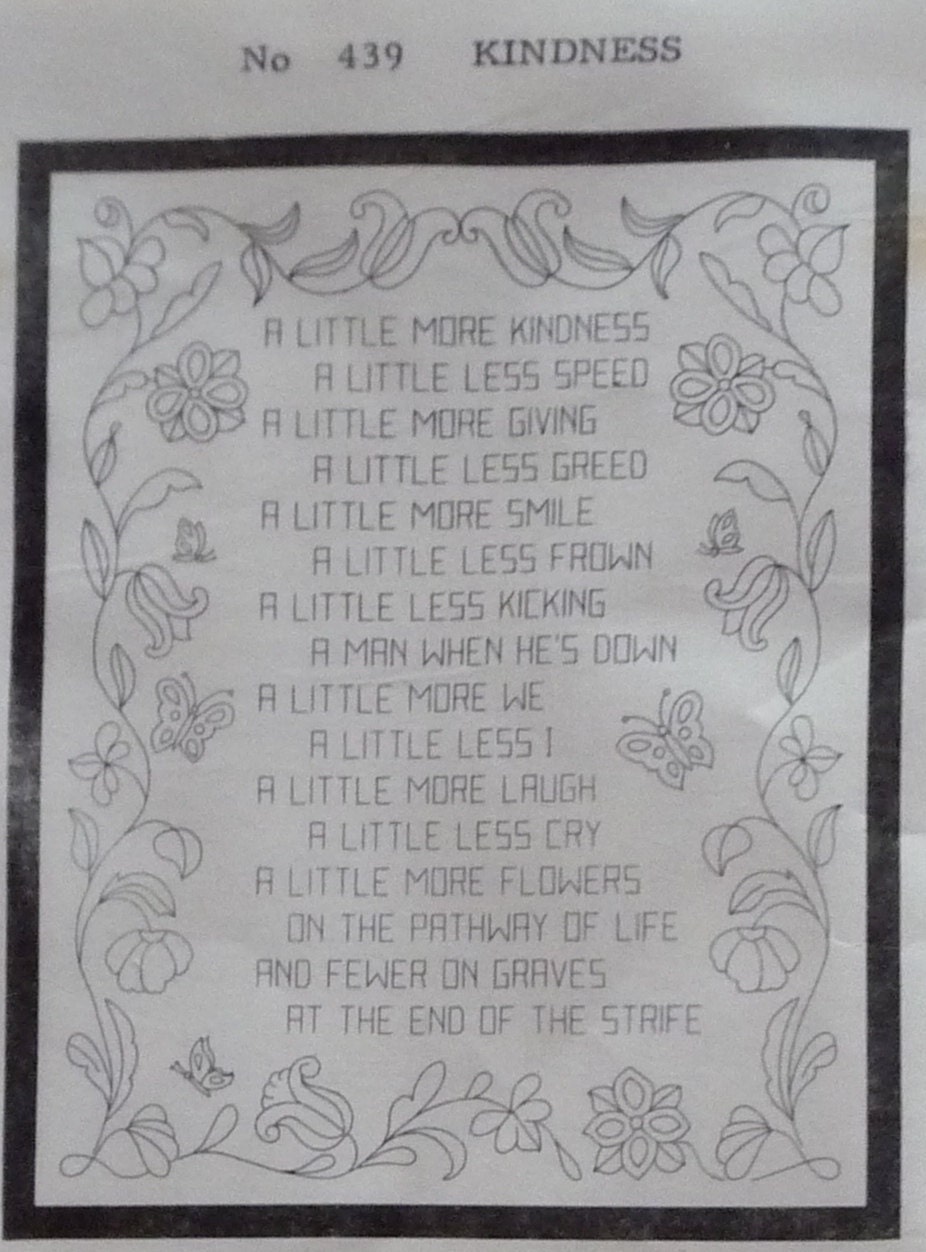 No 439 KINDNESS
A LITTLE MORE KINDNESS
A LITTLE LESS SPEED
A LITTLE MORE GIVING
A LITTLE LESS GREED
A LITTLE MORE SMILE
A LITTLE LESS FROWN
A LITTLE LESS KICKING
A MAN WHEN HE'S DOWN
A LITTLE MORE WE
A LITTLE LESS I
A LITTLE MORE LAUGH
A LITTLE LESS CRY
A LITTLE MORE FLOWERS
ON THE PATHWAY OF LIFE
AND FEWER ON GRAVES
AT THE END OF THE STRIFE